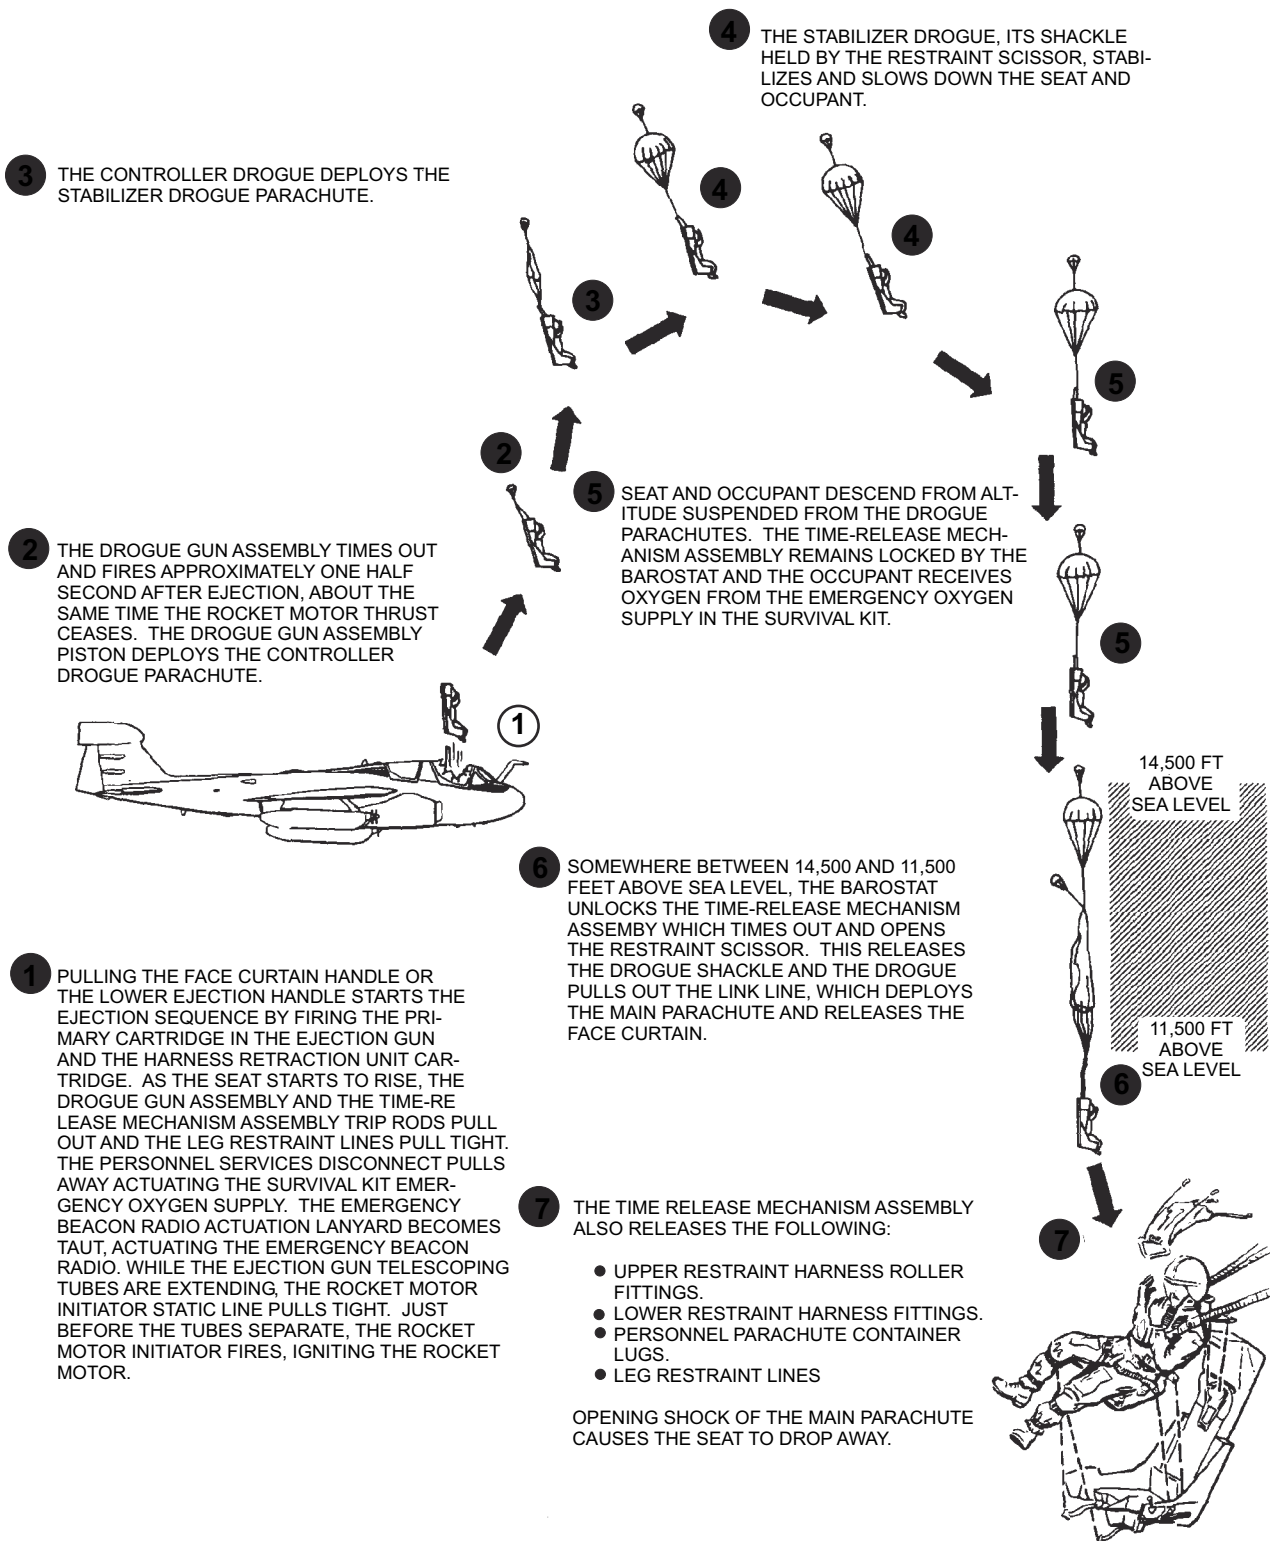 4
THE STABILIZER DROGUE, ITS SHACKLE
HELD BY THE RESTRAINT SCISSOR, STABI-
LIZES AND SLOWS DOWN THE SEAT AND
OCCUPANT.
3
THE CONTROLLER DROGUE DEPLOYS THE
STABILIZER DROGUE PARACHUTE.
4
4
3
5
2
5
SEAT AND OCCUPANT DESCEND FROM ALT-
ITUDE SUSPENDED FROM THE DROGUE
PARACHUTES. THE TIME-RELEASE MECH-
ANISM ASSEMBLY REMAINS LOCKED BY THE
BAROSTAT AND THE OCCUPANT RECEIVES
OXYGEN FROM THE EMERGENCY OXYGEN
SUPPLY IN THE SURVIVAL KIT.
2
THE DROGUE GUN ASSEMBLY TIMES OUT
AND FIRES APPROXIMATELY ONE HALF
SECOND AFTER EJECTION, ABOUT THE
SAME TIME THE ROCKET MOTOR THRUST
CEASES. THE DROGUE GUN ASSEMBLY
PISTON DEPLOYS THE CONTROLLER
DROGUE PARACHUTE.
5
1
14,500 FT
ABOVE
SEA LEVEL
6
SOMEWHERE BETWEEN 14,500 AND 11,500
FEET ABOVE SEA LEVEL, THE BAROSTAT
UNLOCKS THE TIME-RELEASE MECHANISM
ASSEMBY WHICH TIMES OUT AND OPENS
THE RESTRAINT SCISSOR. THIS RELEASES
THE DROGUE SHACKLE AND THE DROGUE
PULLS OUT THE LINK LINE, WHICH DEPLOYS
THE MAIN PARACHUTE AND RELEASES THE
FACE CURTAIN.
11,500 FT
ABOVE
SEA LEVEL
6
1
PULLING THE FACE CURTAIN HANDLE OR
THE LOWER EJECTION HANDLE STARTS THE
EJECTION SEQUENCE BY FIRING THE PRI-
MARY CARTRIDGE IN THE EJECTION GUN
AND THE HARNESS RETRACTION UNIT CAR-
TRIDGE. AS THE SEAT STARTS TO RISE, THE
DROGUE GUN ASSEMBLY AND THE TIME-RE
LEASE MECHANISM ASSEMBLY TRIP RODS PULL
OUT AND THE LEG RESTRAINT LINES PULL TIGHT.
THE PERSONNEL SERVICES DISCONNECT PULLS
AWAY ACTUATING THE SURVIVAL KIT EMER-
GENCY OXYGEN SUPPLY. THE EMERGENCY
BEACON RADIO ACTUATION LANYARD BECOMES
TAUT, ACTUATING THE EMERGENCY BEACON
RADIO. WHILE THE EJECTION GUN TELESCOPING
TUBES ARE EXTENDING, THE ROCKET MOTOR
INITIATOR STATIC LINE PULLS TIGHT. JUST
BEFORE THE TUBES SEPARATE, THE ROCKET
MOTOR INITIATOR FIRES, IGNITING THE ROCKET
MOTOR.
7
THE TIME RELEASE MECHANISM ASSEMBLY
ALSO RELEASES THE FOLLOWING:
● UPPER RESTRAINT HARNESS ROLLER
FITTINGS.
● LOWER RESTRAINT HARNESS FITTINGS.
● PERSONNEL PARACHUTE CONTAINER
LUGS.
● LEG RESTRAINT LINES
OPENING SHOCK OF THE MAIN PARACHUTE
CAUSES THE SEAT TO DROP AWAY.
7